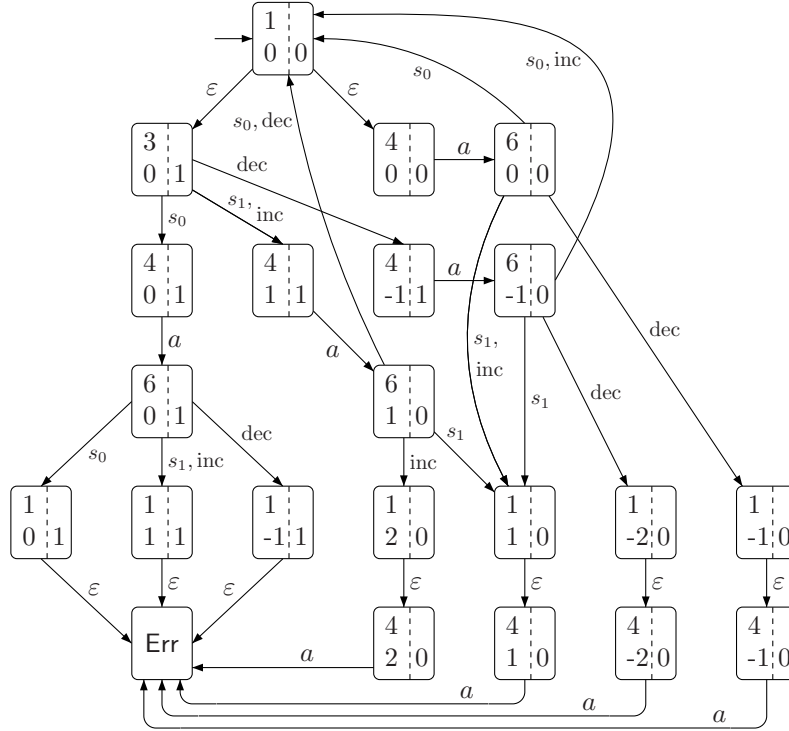 1
0 0
s₀, inc
s₀
ε
ε
s₀, dec
3
0 1
4
0 0
a
6
0 0
dec
s₁, inc
s₀
4
0 1
4
1 1
4
-1 1
a
6
-1 0
a
a
s₁, inc
dec
6
0 1
6
1 0
s₁
dec
s₀
s₁, inc
dec
inc
s₁
1
0 1
1
1 1
1
-1 1
1
2 0
1
1 0
1
-2 0
1
-1 0
ε
ε
ε
ε
ε
ε
ε
Err
4
2 0
4
1 0
4
-2 0
4
-1 0
a
a
a
a